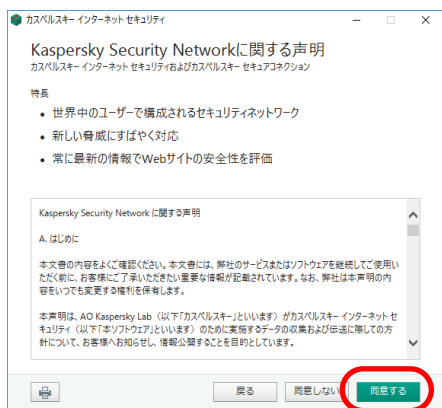 カスペルスキー インターネット セキュリティ
Kaspersky Security Networkに関する声明
カスペルスキー インターネット セキュリティおよびカスペルスキー セキュアコネクション
特長
• 世界中のユーザーで構成されるセキュリティネットワーク
• 新しい脅威にすばやく対応
• 常に最新の情報でWebサイトの安全性を評価
Kaspersky Security Network に関する声明
A. はじめに
本文書の内容をよくご確認ください。本文書には、弊社のサービスまたはソフトウェアを継続してご使用い
ただく前に、お客様にご了承いただきたい重要な情報が記載されています。なお、弊社は本声明の内
容をいつでも変更する権利を保有します。
本声明は、AO Kaspersky Lab（以下「カスペルスキー」といいます）がカスペルスキー インターネット セ
キュリティ（以下「本ソフトウェア」といいます）のために実施するデータの収集および伝送に際しての方
針について、お客様へお知らせし、情報公開することを目的としています。
戻る
同意しない
同意する